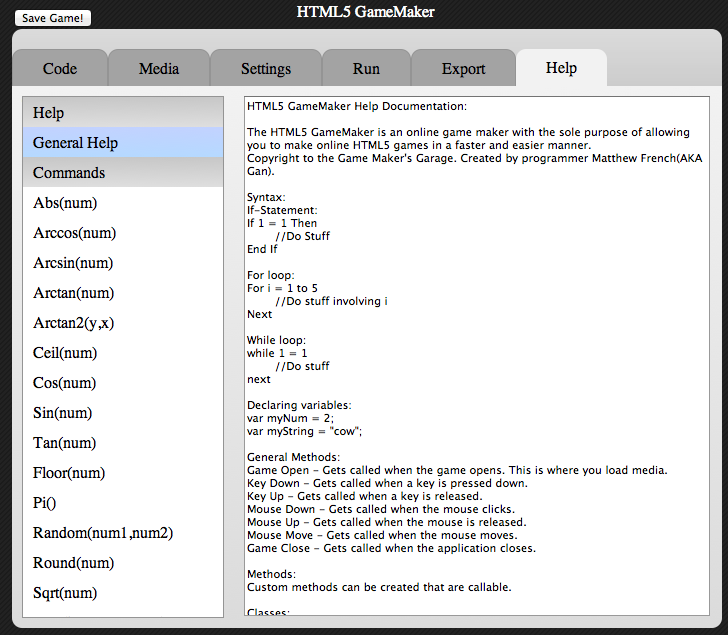 Save Game!
HTML5 GameMaker
Code
Media
Settings
Run
Export
Help
Help
General Help
Commands
Abs(num)
Arccos(num)
Arcsin(num)
Arctan(num)
Arctan2(y,x)
Ceil(num)
Cos(num)
Sin(num)
Tan(num)
Floor(num)
Pi()
Random(num1,num2)
Round(num)
Sqrt(num)
HTML5 GameMaker Help Documentation:
The HTML5 GameMaker is an online game maker with the sole purpose of allowing
you to make online HTML5 games in a faster and easier manner.
Copyright to the Game Maker's Garage. Created by programmer Matthew French(AKA
Gan).
Syntax:
If-Statement:
If 1 = 1 Then
//Do Stuff
End If
For loop:
For i = 1 to 5
//Do stuff involving i
Next
While loop:
while 1 = 1
//Do stuff
next
Declaring variables:
var myNum = 2;
var myString = "cow";
General Methods:
Game Open - Gets called when the game opens. This is where you load media.
Key Down - Gets called when a key is pressed down.
Key Up - Gets called when a key is released.
Mouse Down - Gets called when the mouse clicks.
Mouse Up - Gets called when the mouse is released.
Mouse Move - Gets called when the mouse moves.
Game Close - Gets called when the application closes.
Methods:
Custom methods can be created that are callable.
Classes: